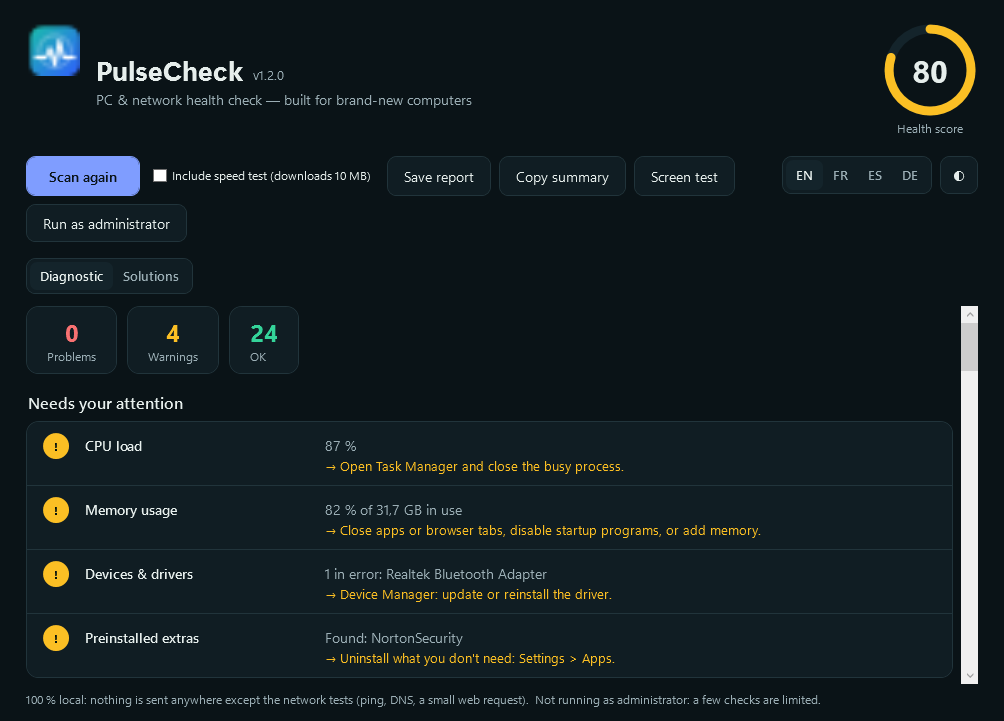 PulseCheck v1.2.0
PC & network health check — built for brand-new computers
80
Health score
Scan again
Include speed test (downloads 10 MB)
Save report
Copy summary
Screen test
EN FR ES DE
Run as administrator
Diagnostic Solutions
0
Problems
4
Warnings
24
OK
Needs your attention
! CPU load
87 %
→ Open Task Manager and close the busy process.
! Memory usage
82 % of 31,7 GB in use
→ Close apps or browser tabs, disable startup programs, or add memory.
! Devices & drivers
1 in error: Realtek Bluetooth Adapter
→ Device Manager: update or reinstall the driver.
! Preinstalled extras
Found: NortonSecurity
→ Uninstall what you don't need: Settings > Apps.
100 % local: nothing is sent anywhere except the network tests (ping, DNS, a small web request). Not running as administrator: a few checks are limited.